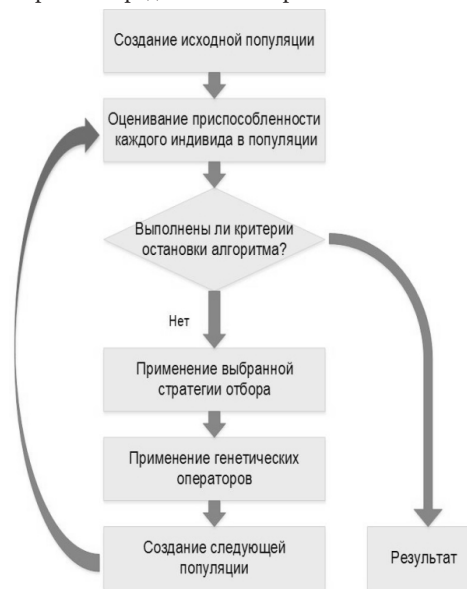 Создание исходной популяции
Оценивание приспособленности
каждого индивида в популяции
Выполнены ли критерии
остановки алгоритма?
Нет
Применение выбранной
стратегии отбора
Применение генетических
операторов
Создание следующей
популяции
Результат